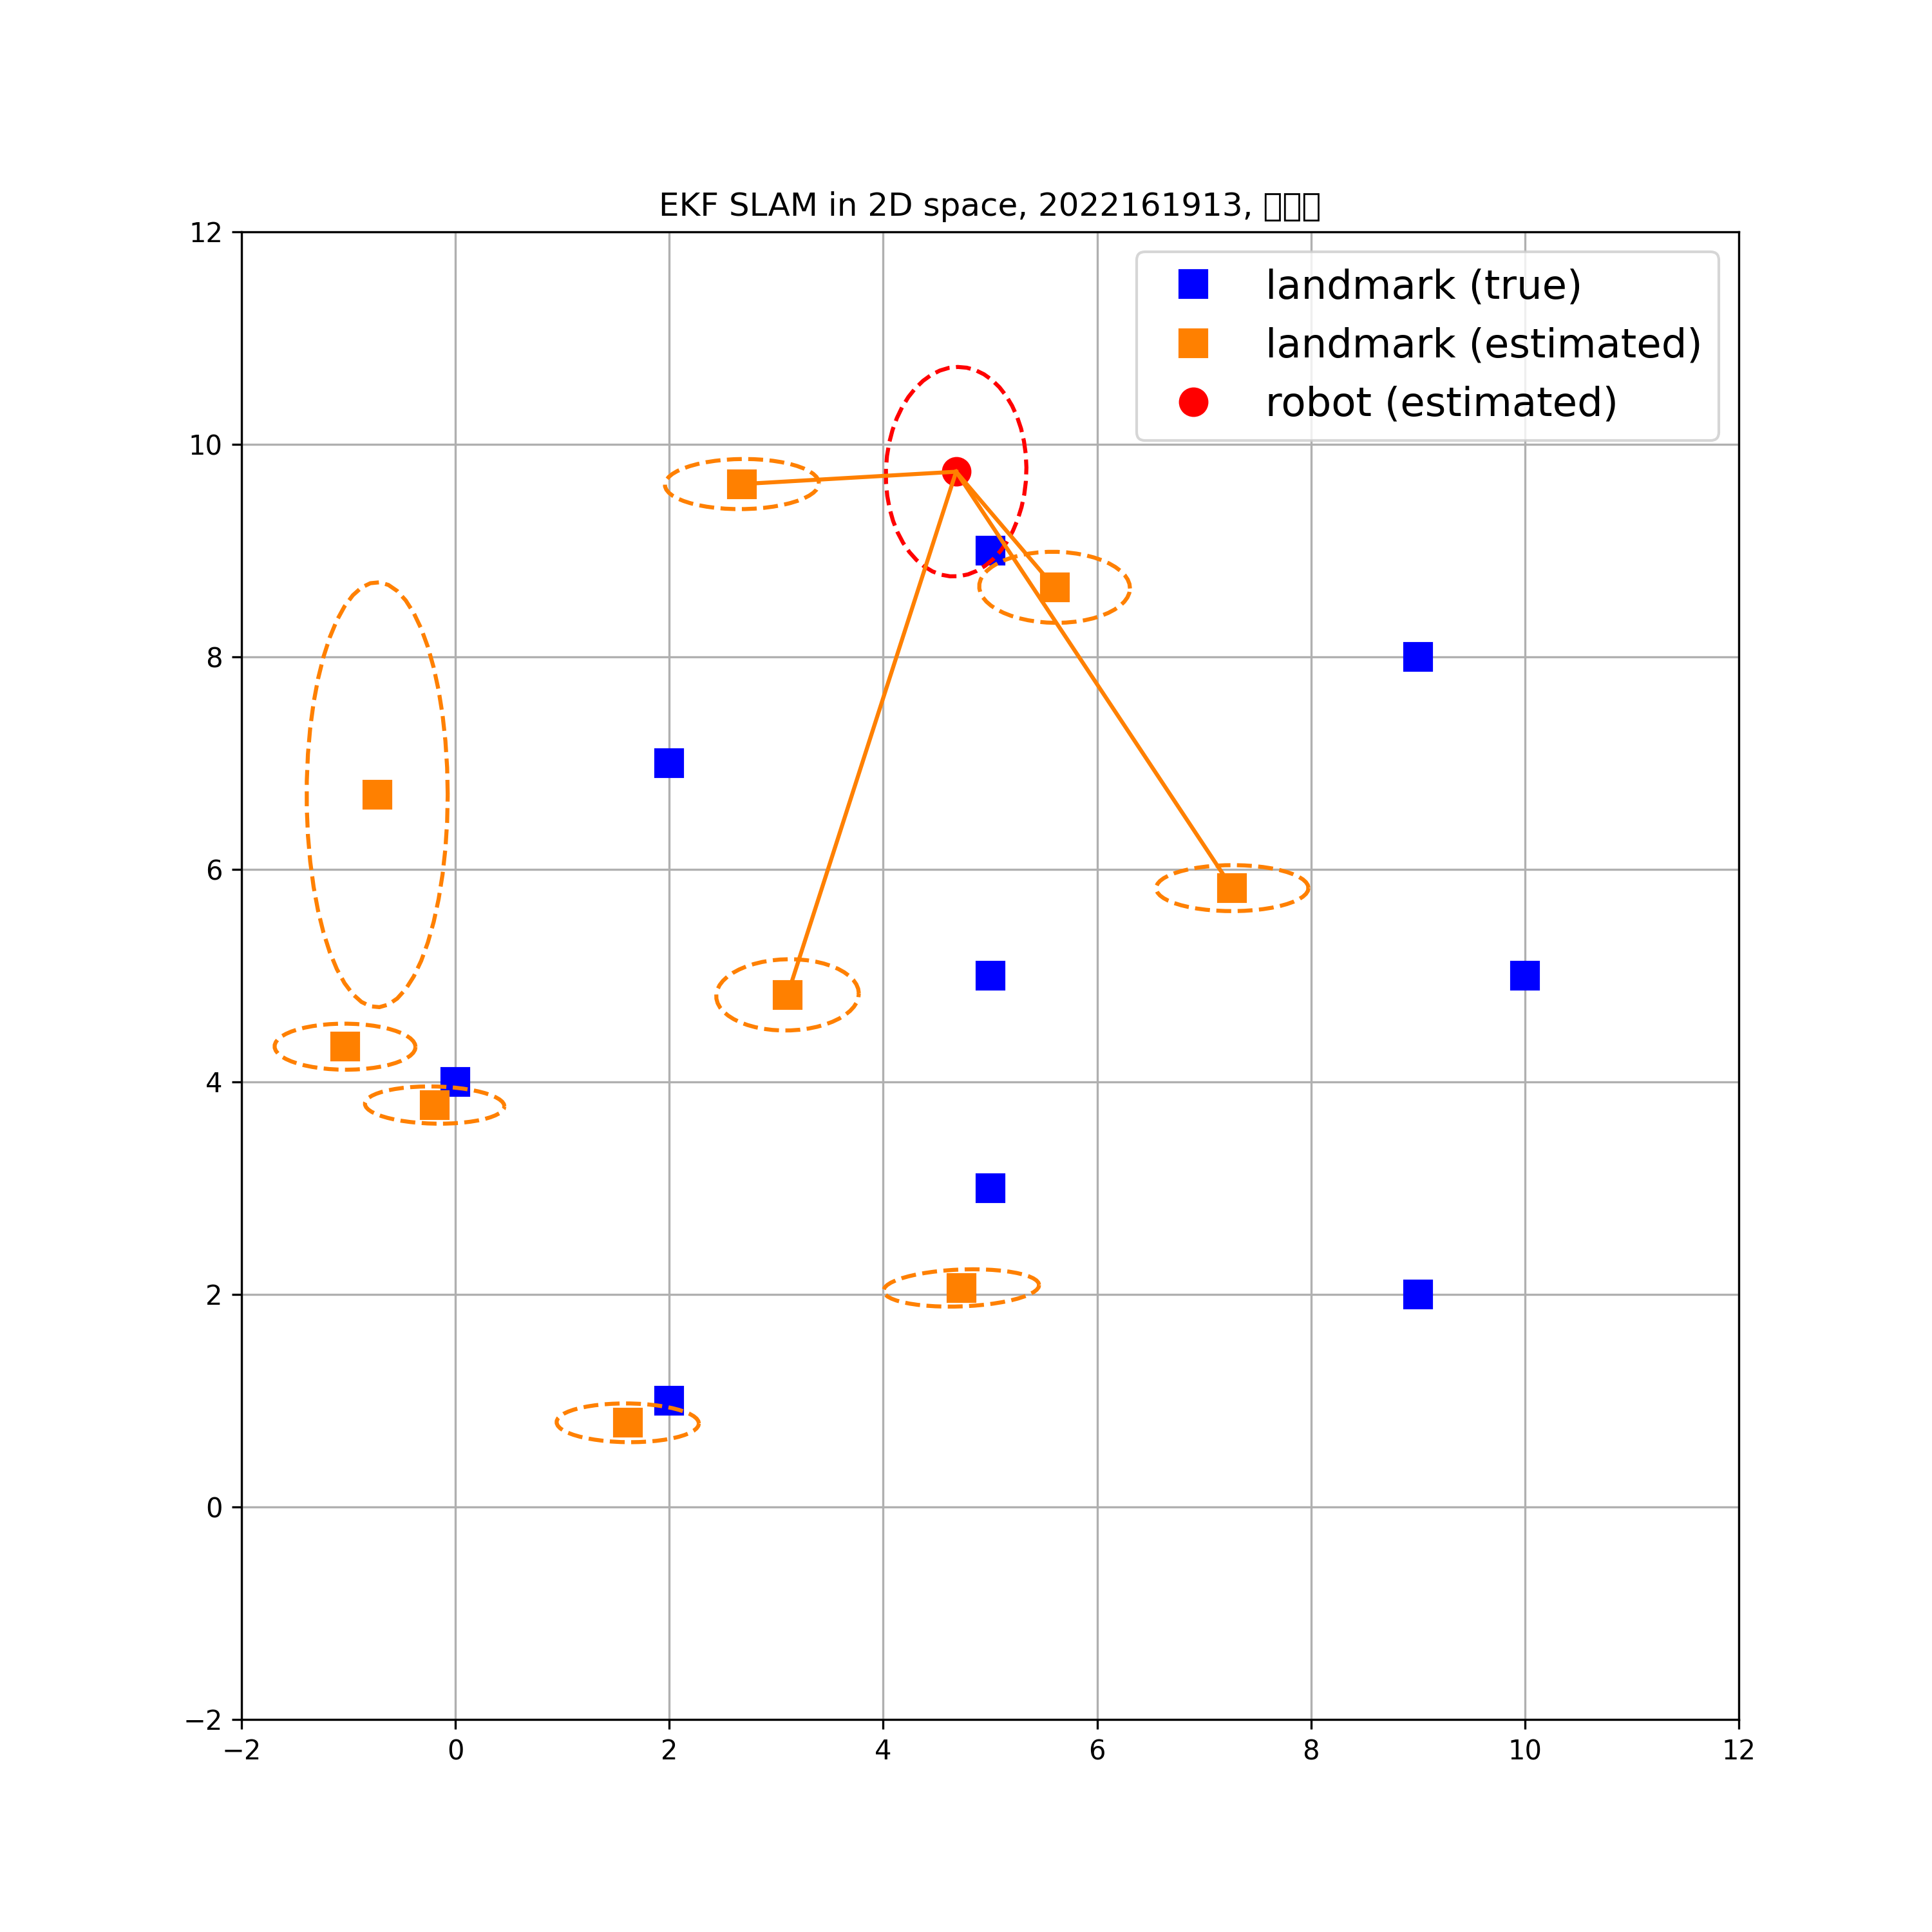 EKF SLAM in 2D space, 2022161913,
landmark (true)
landmark (estimated)
robot (estimated)
12
10
8
6
4
2
0
−2
−2 0 2 4 6 8 10 12